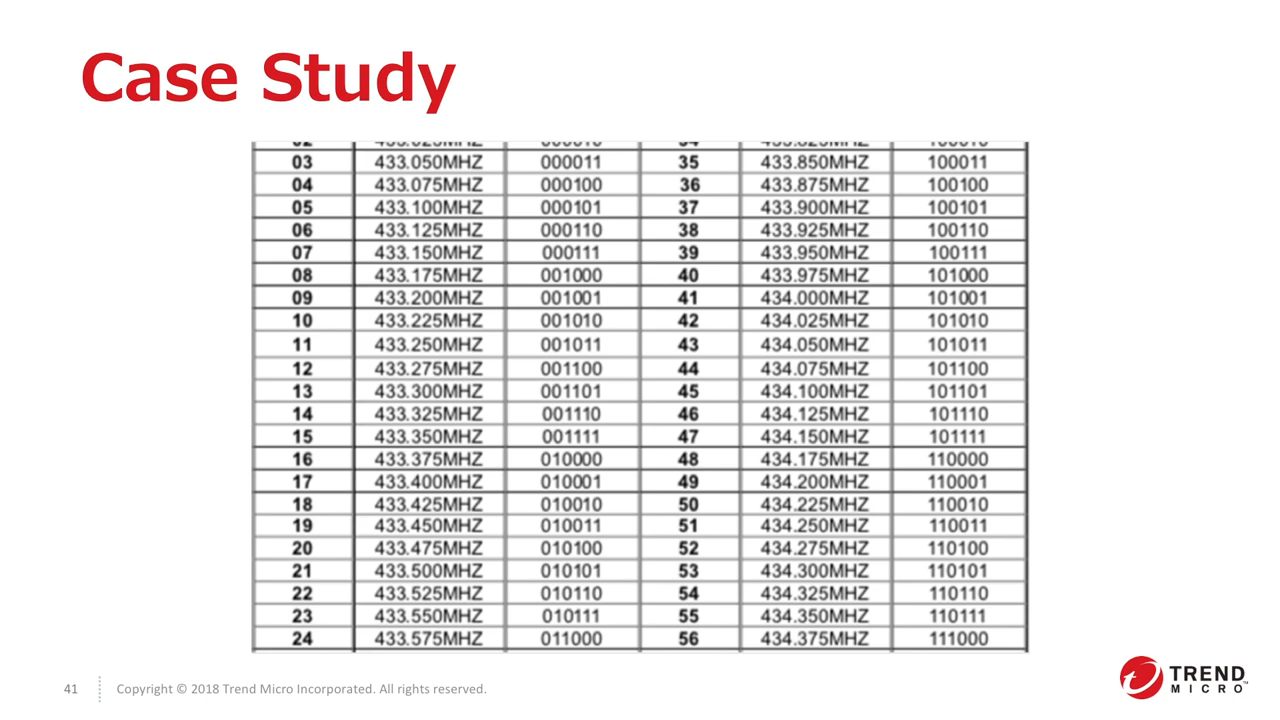 Case Study
03 433.050MHZ 000011 35 433.850MHZ 100011
04 433.075MHZ 000100 36 433.875MHZ 100100
05 433.100MHZ 000101 37 433.900MHZ 100101
06 433.125MHZ 000110 38 433.925MHZ 100110
07 433.150MHZ 000111 39 433.950MHZ 100111
08 433.175MHZ 001000 40 433.975MHZ 101000
09 433.200MHZ 001001 41 434.000MHZ 101001
10 433.225MHZ 001010 42 434.025MHZ 101010
11 433.250MHZ 001011 43 434.050MHZ 101011
12 433.275MHZ 001100 44 434.075MHZ 101100
13 433.300MHZ 001101 45 434.100MHZ 101101
14 433.325MHZ 001110 46 434.125MHZ 101110
15 433.350MHZ 001111 47 434.150MHZ 101111
16 433.375MHZ 010000 48 434.175MHZ 110000
17 433.400MHZ 010001 49 434.200MHZ 110001
18 433.425MHZ 010010 50 434.225MHZ 110010
19 433.450MHZ 010011 51 434.250MHZ 110011
20 433.475MHZ 010100 52 434.275MHZ 110100
21 433.500MHZ 010101 53 434.300MHZ 110101
22 433.525MHZ 010110 54 434.325MHZ 110110
23 433.550MHZ 010111 55 434.350MHZ 110111
24 433.575MHZ 011000 56 434.375MHZ 111000
41 Copyright © 2018 Trend Micro Incorporated. All rights reserved.
TREND
MICRO™